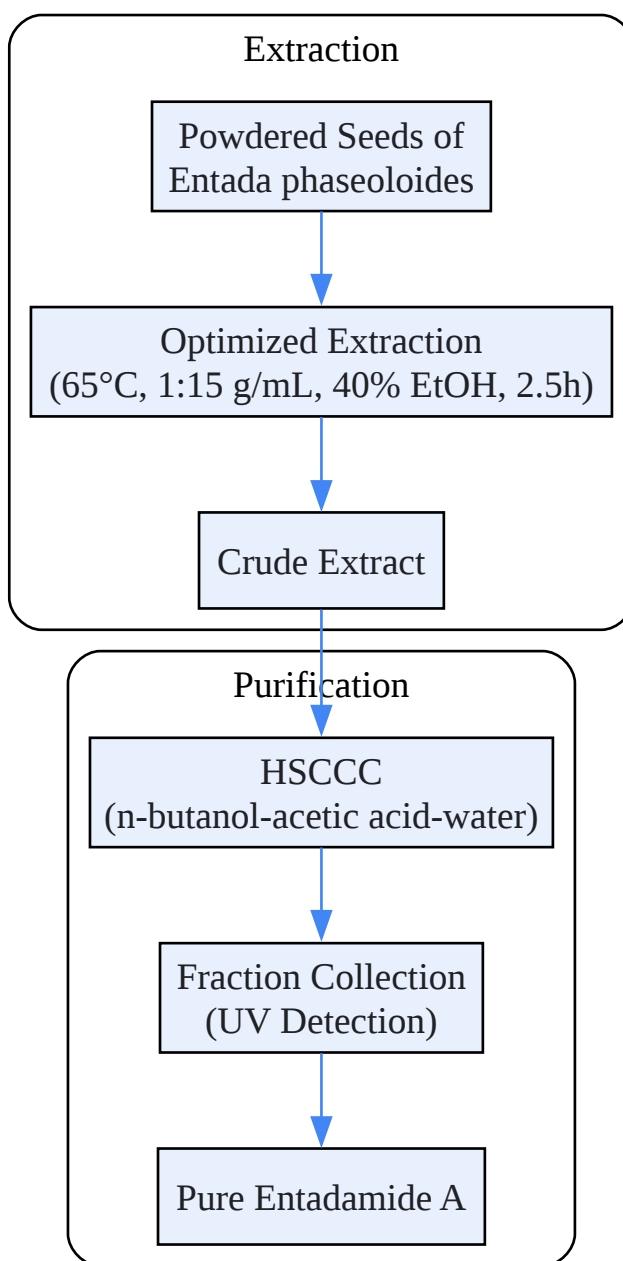 Extraction
Powdered Seeds of
Entada phaseoloides
Optimized Extraction
(65°C, 1:15 g/mL, 40% EtOH, 2.5h)
Crude Extract
Purification
HSCCC
(n-butanol-acetic acid-water)
Fraction Collection
(UV Detection)
Pure Entadamide A